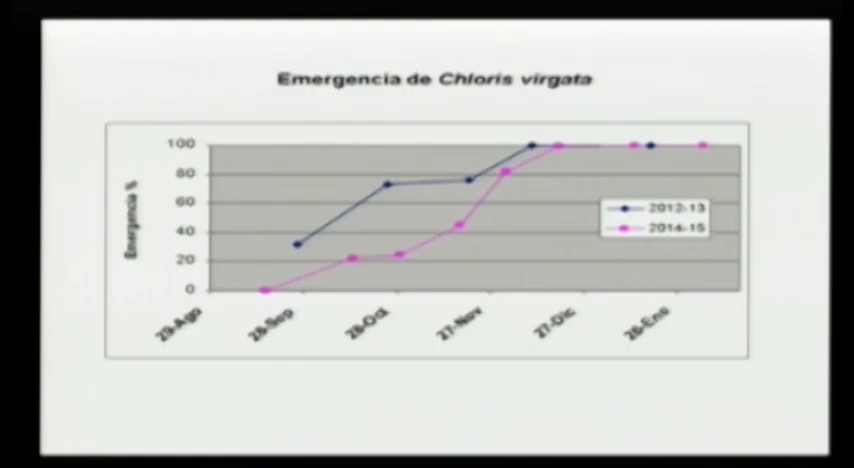 Emergencia de Chloris virgata
100
80
60
40
20
0
Emergencia %
29-Ago
28-Sep
28-Oct
27-Nov
27-Dic
26-Ene
2012-13
2014-15